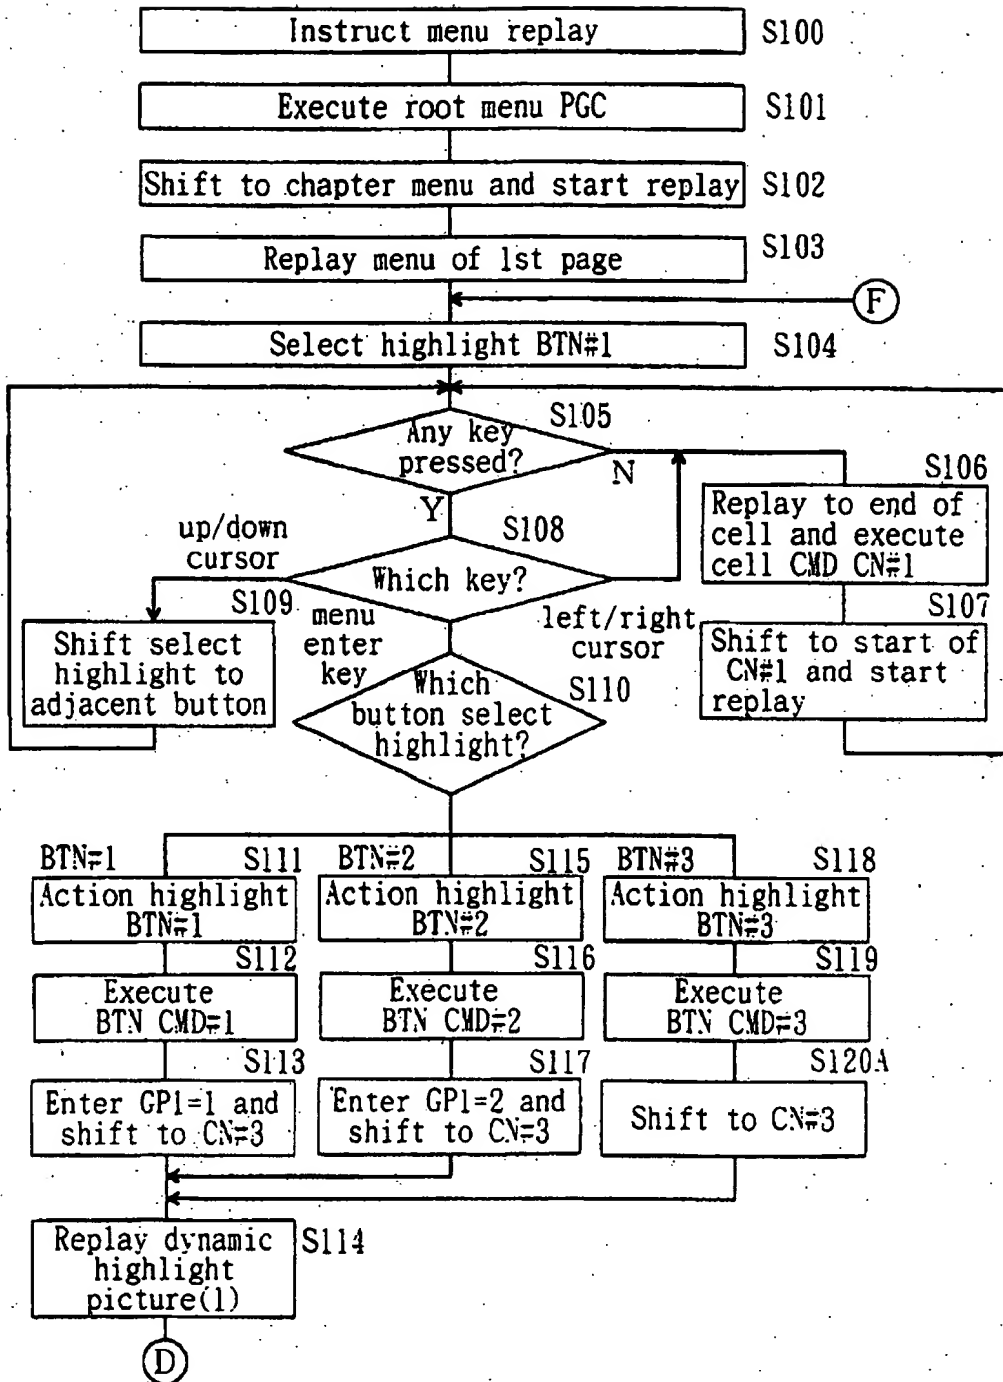 Instruct menu replay S100
Execute root menu PGC S101
Shift to chapter menu and start replay S102
Replay menu of 1st page S103
F
Select highlight BTN#1 S104
S105
Any key
pressed?
N
Y
S106
Replay to end of
cell and execute
cell CMD CN#1
S107
Shift to start of
CN#1 and start
replay
S108
Which key?
up/down
cursor
S109
Shift select
highlight to
adjacent button
menu
enter
key
left/right
cursor
S110
Which
button select
highlight?
BTN#1 S111
Action highlight
BTN#1
S112
Execute
BTN CMD#1
S113
Enter GP1=1 and
shift to CN#3
BTN#2 S115
Action highlight
BTN#2
S116
Execute
BTN CMD#2
S117
Enter GP1=2 and
shift to CN#3
BTN#3 S118
Action highlight
BTN#3
S119
Execute
BTN CMD#3
S120A
Shift to CN#3
Replay dynamic
highlight
picture(1)
S114
D